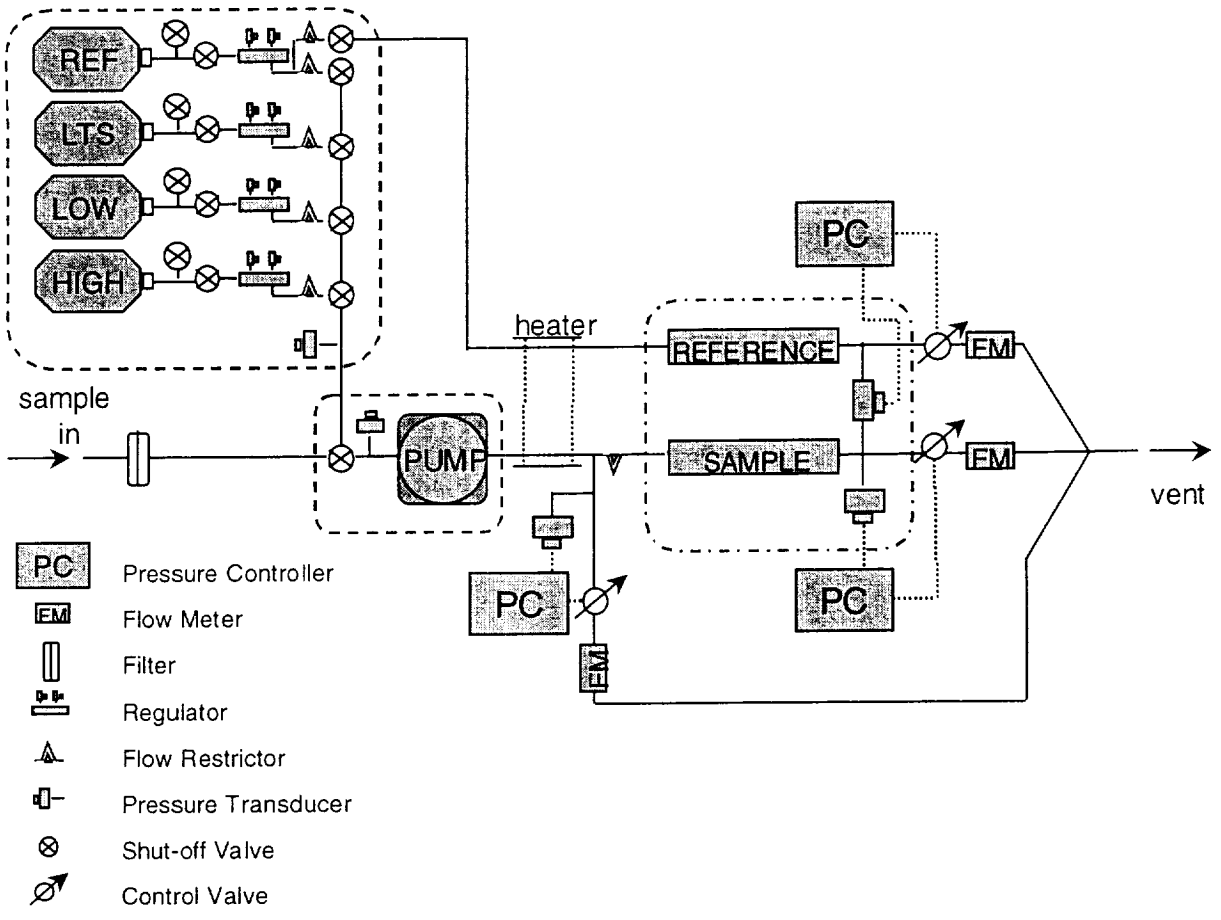 REF
LTS
LOW
HIGH
PC
heater
REFERENCE
FM
sample
in
PUMP
SAMPLE
FM
vent
PC
PC
FM
PC Pressure Controller
FM Flow Meter
Filter
Regulator
Flow Restrictor
Pressure Transducer
Shut-off Valve
Control Valve